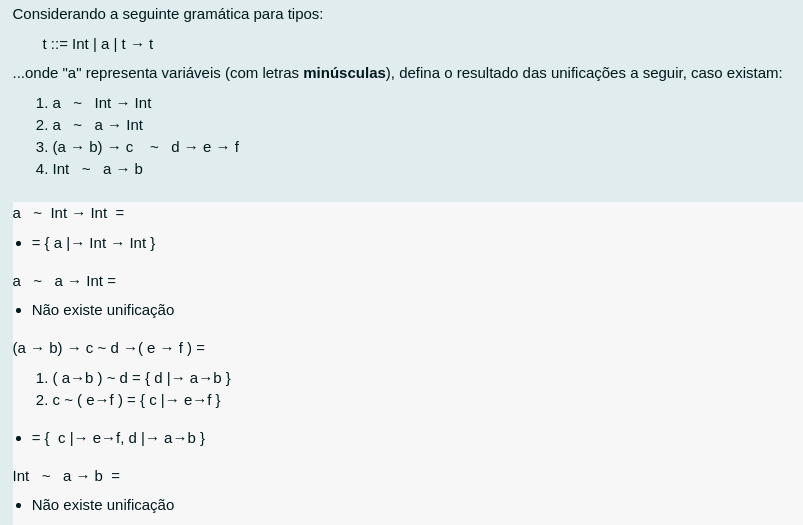 Considerando a seguinte gramática para tipos:
t ::= Int | a | t → t
...onde "a" representa variáveis (com letras minúsculas), defina o resultado das unificações a seguir, caso existam:
1. a ~ Int → Int
2. a ~ a → Int
3. (a → b) → c ~ d → e → f
4. Int ~ a → b
a ~ Int → Int =
• = { a |→ Int → Int }
a ~ a → Int =
• Não existe unificação
(a → b) → c ~ d →( e → f ) =
1. ( a→b ) ~ d = { d |→ a→b }
2. c ~ ( e→f ) = { c |→ e→f }
• = { c |→ e→f, d |→ a→b }
Int ~ a → b =
• Não existe unificação